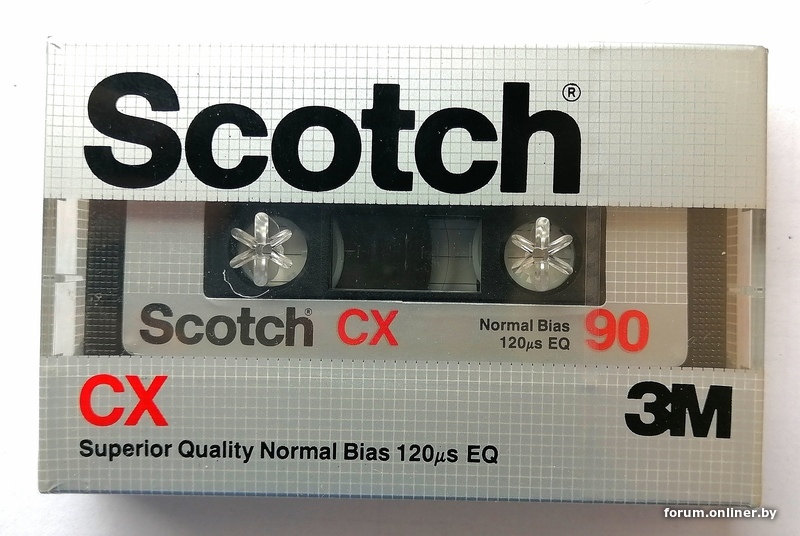 Scotch®
Scotch® CX
Normal Bias 90
120µs EQ
CX
3M
Superior Quality Normal Bias 120µs EQ
forum.onliner.by